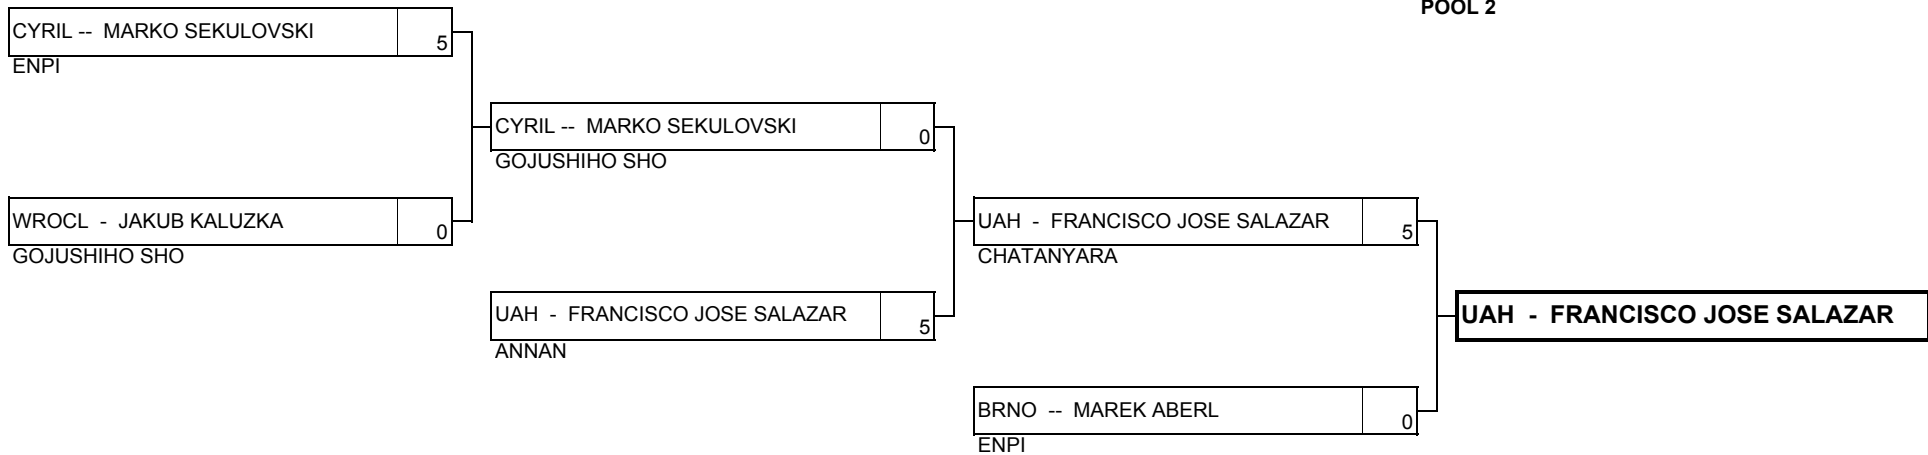 POOL 2
CYRIL -- MARKO SEKULOVSKI 5
ENPI
CYRIL -- MARKO SEKULOVSKI 0
GOJUSHIHO SHO
WROCL - JAKUB KALUZKA 0
GOJUSHIHO SHO
UAH - FRANCISCO JOSE SALAZAR 5
CHATANYARA
UAH - FRANCISCO JOSE SALAZAR 5
ANNAN
UAH - FRANCISCO JOSE SALAZAR
BRNO -- MAREK ABERL 0
ENPI